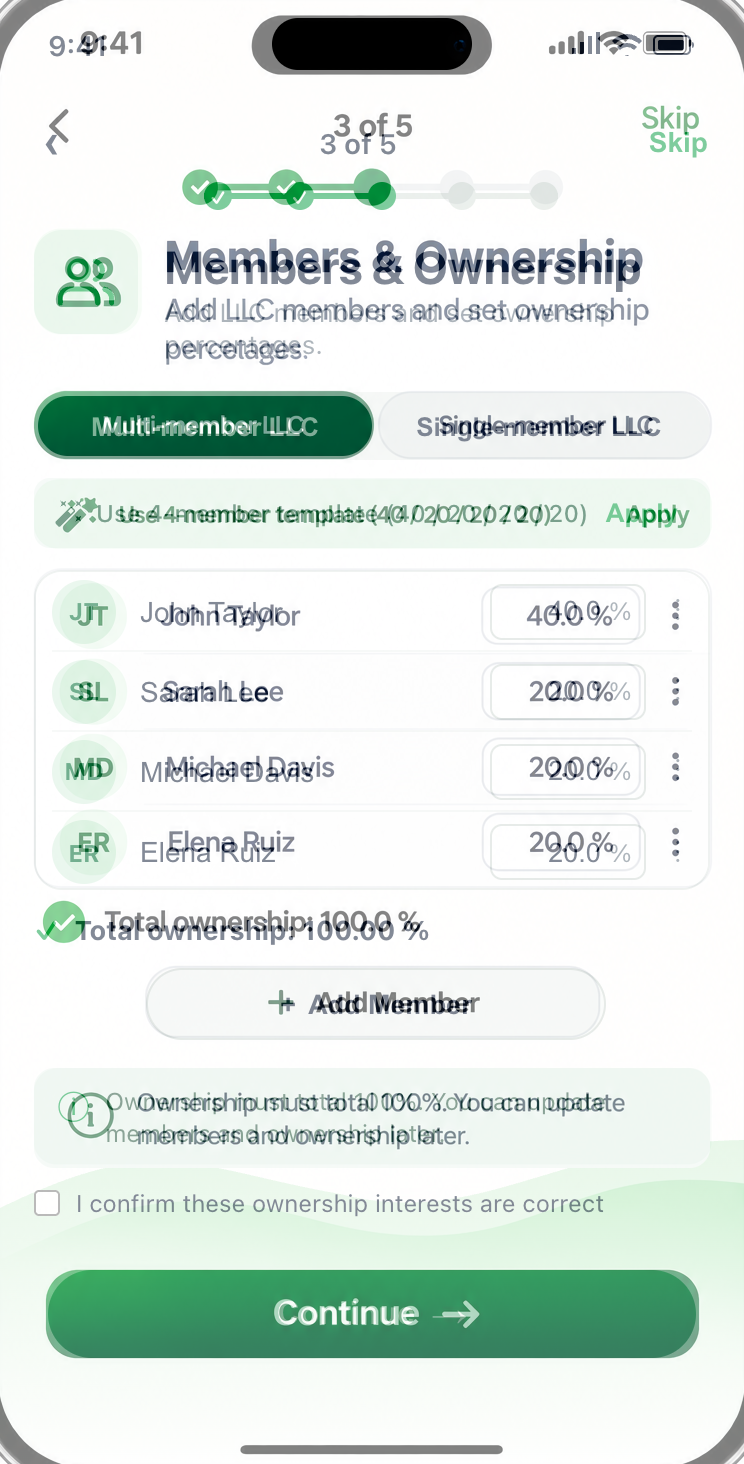 9:41
3 of 5
Skip
Members & Ownership
Add LLC members and set ownership
percentages.
Multi-member LLC
Single-member LLC
Use 4-member template (40 / 20 / 20 / 20)
Apply
JT
John Taylor
40.0 %
SL
Sarah Lee
20.0 %
MD
Michael Davis
20.0 %
ER
Elena Ruiz
20.0 %
Total ownership: 100.0 %
+ Add Member
Ownership must total 100%. You can update
members and ownership later.
I confirm these ownership interests are correct
Continue →